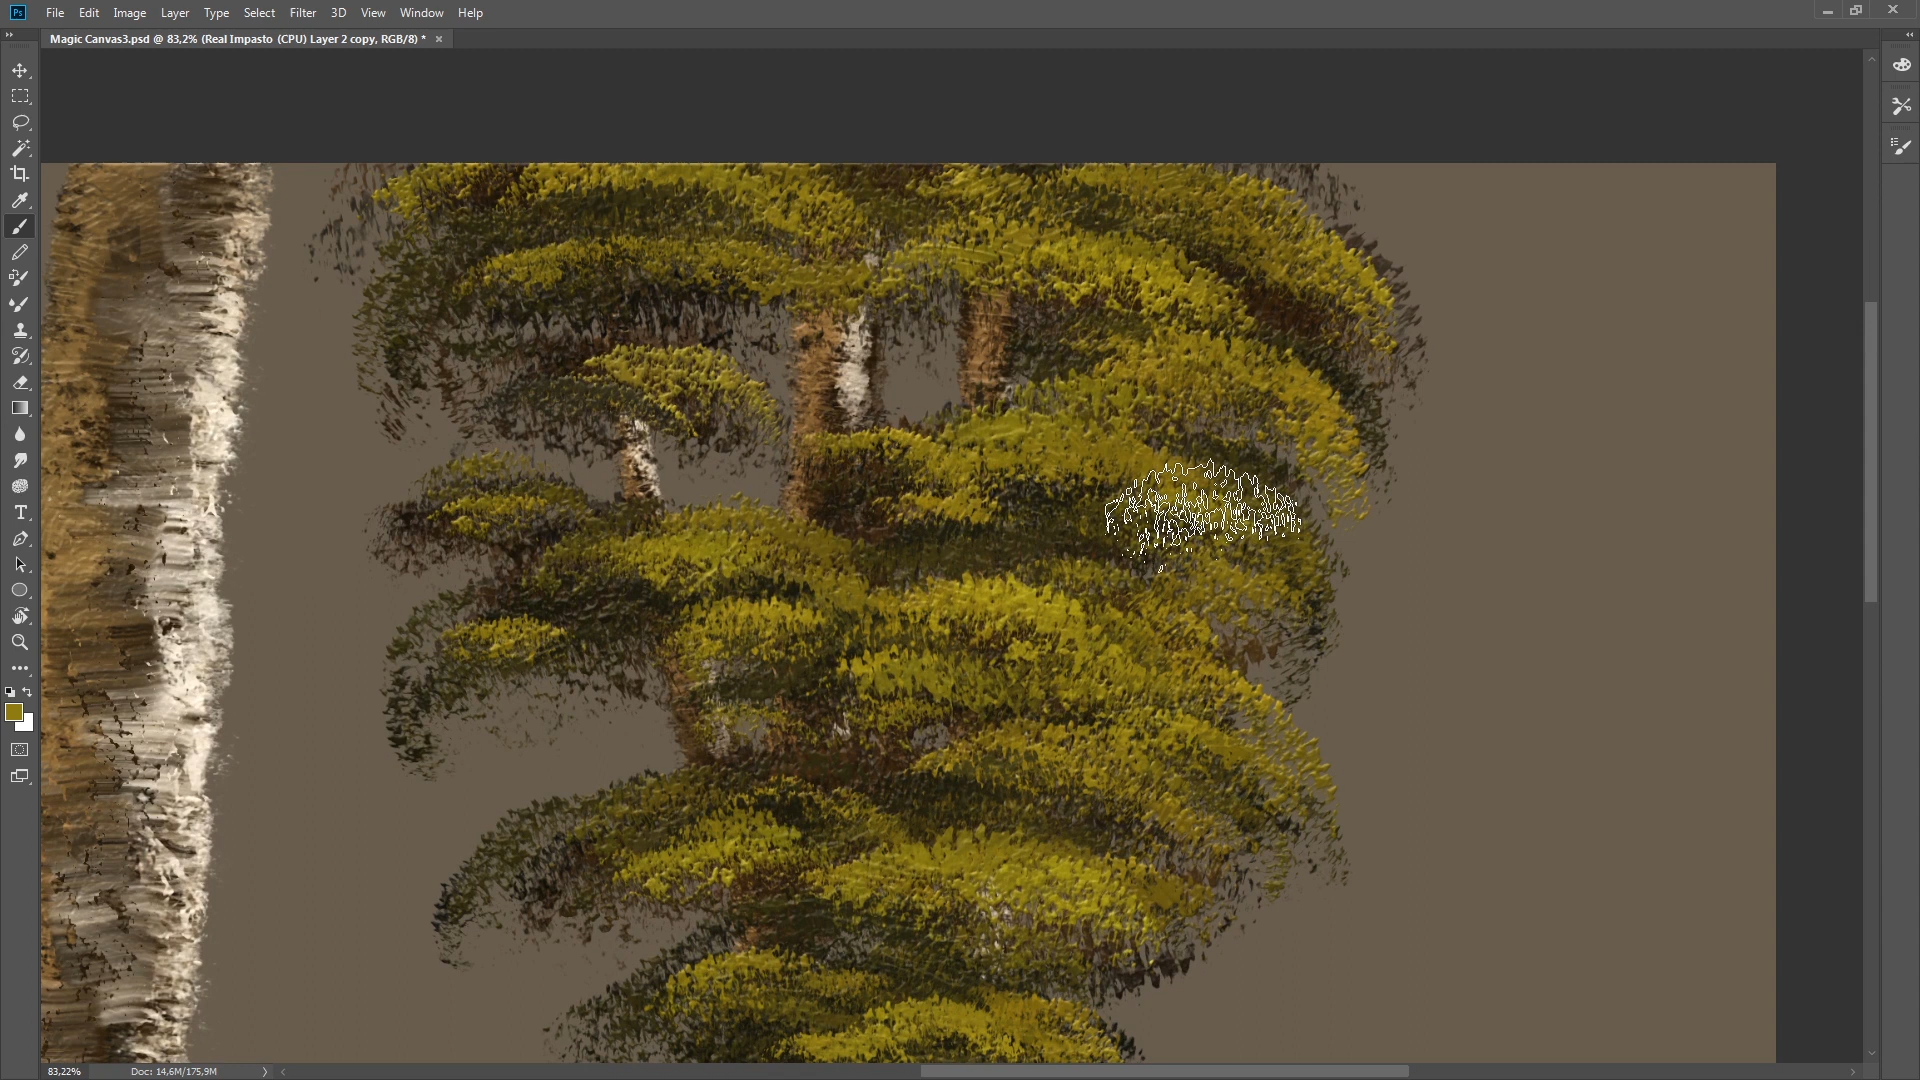 Ps File Edit Image Layer Type Select Filter 3D View Window Help
Magic Canvas3.psd @ 83,2% (Real Impasto (CPU) Layer 2 copy, RGB/8) *
83,22% Doc: 14,6M/175,9M